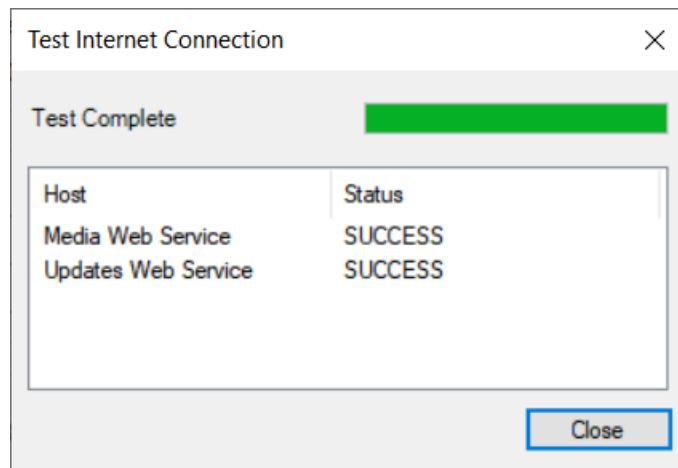 Test Internet Connection
Test Complete
Host Status
Media Web Service SUCCESS
Updates Web Service SUCCESS
Close